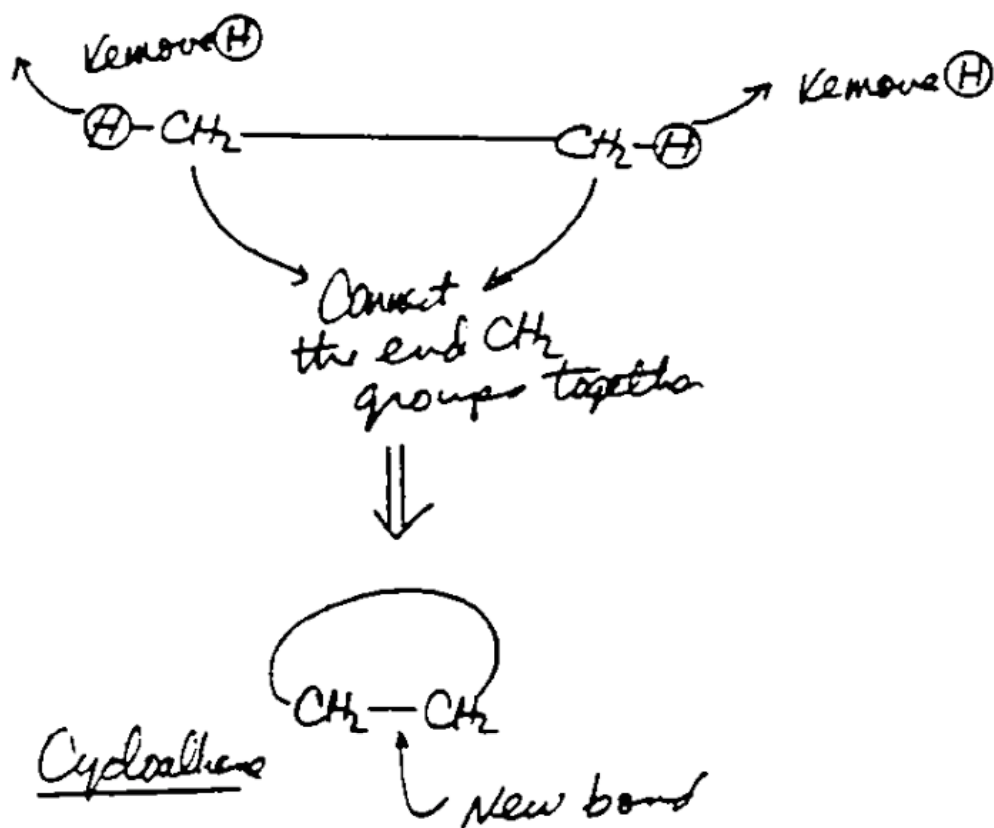 Remove H
Remove H
H-CH2 CH2-H
Connect
the end CH2
groups together
CH2 — CH2
Cycloalkane
New bond